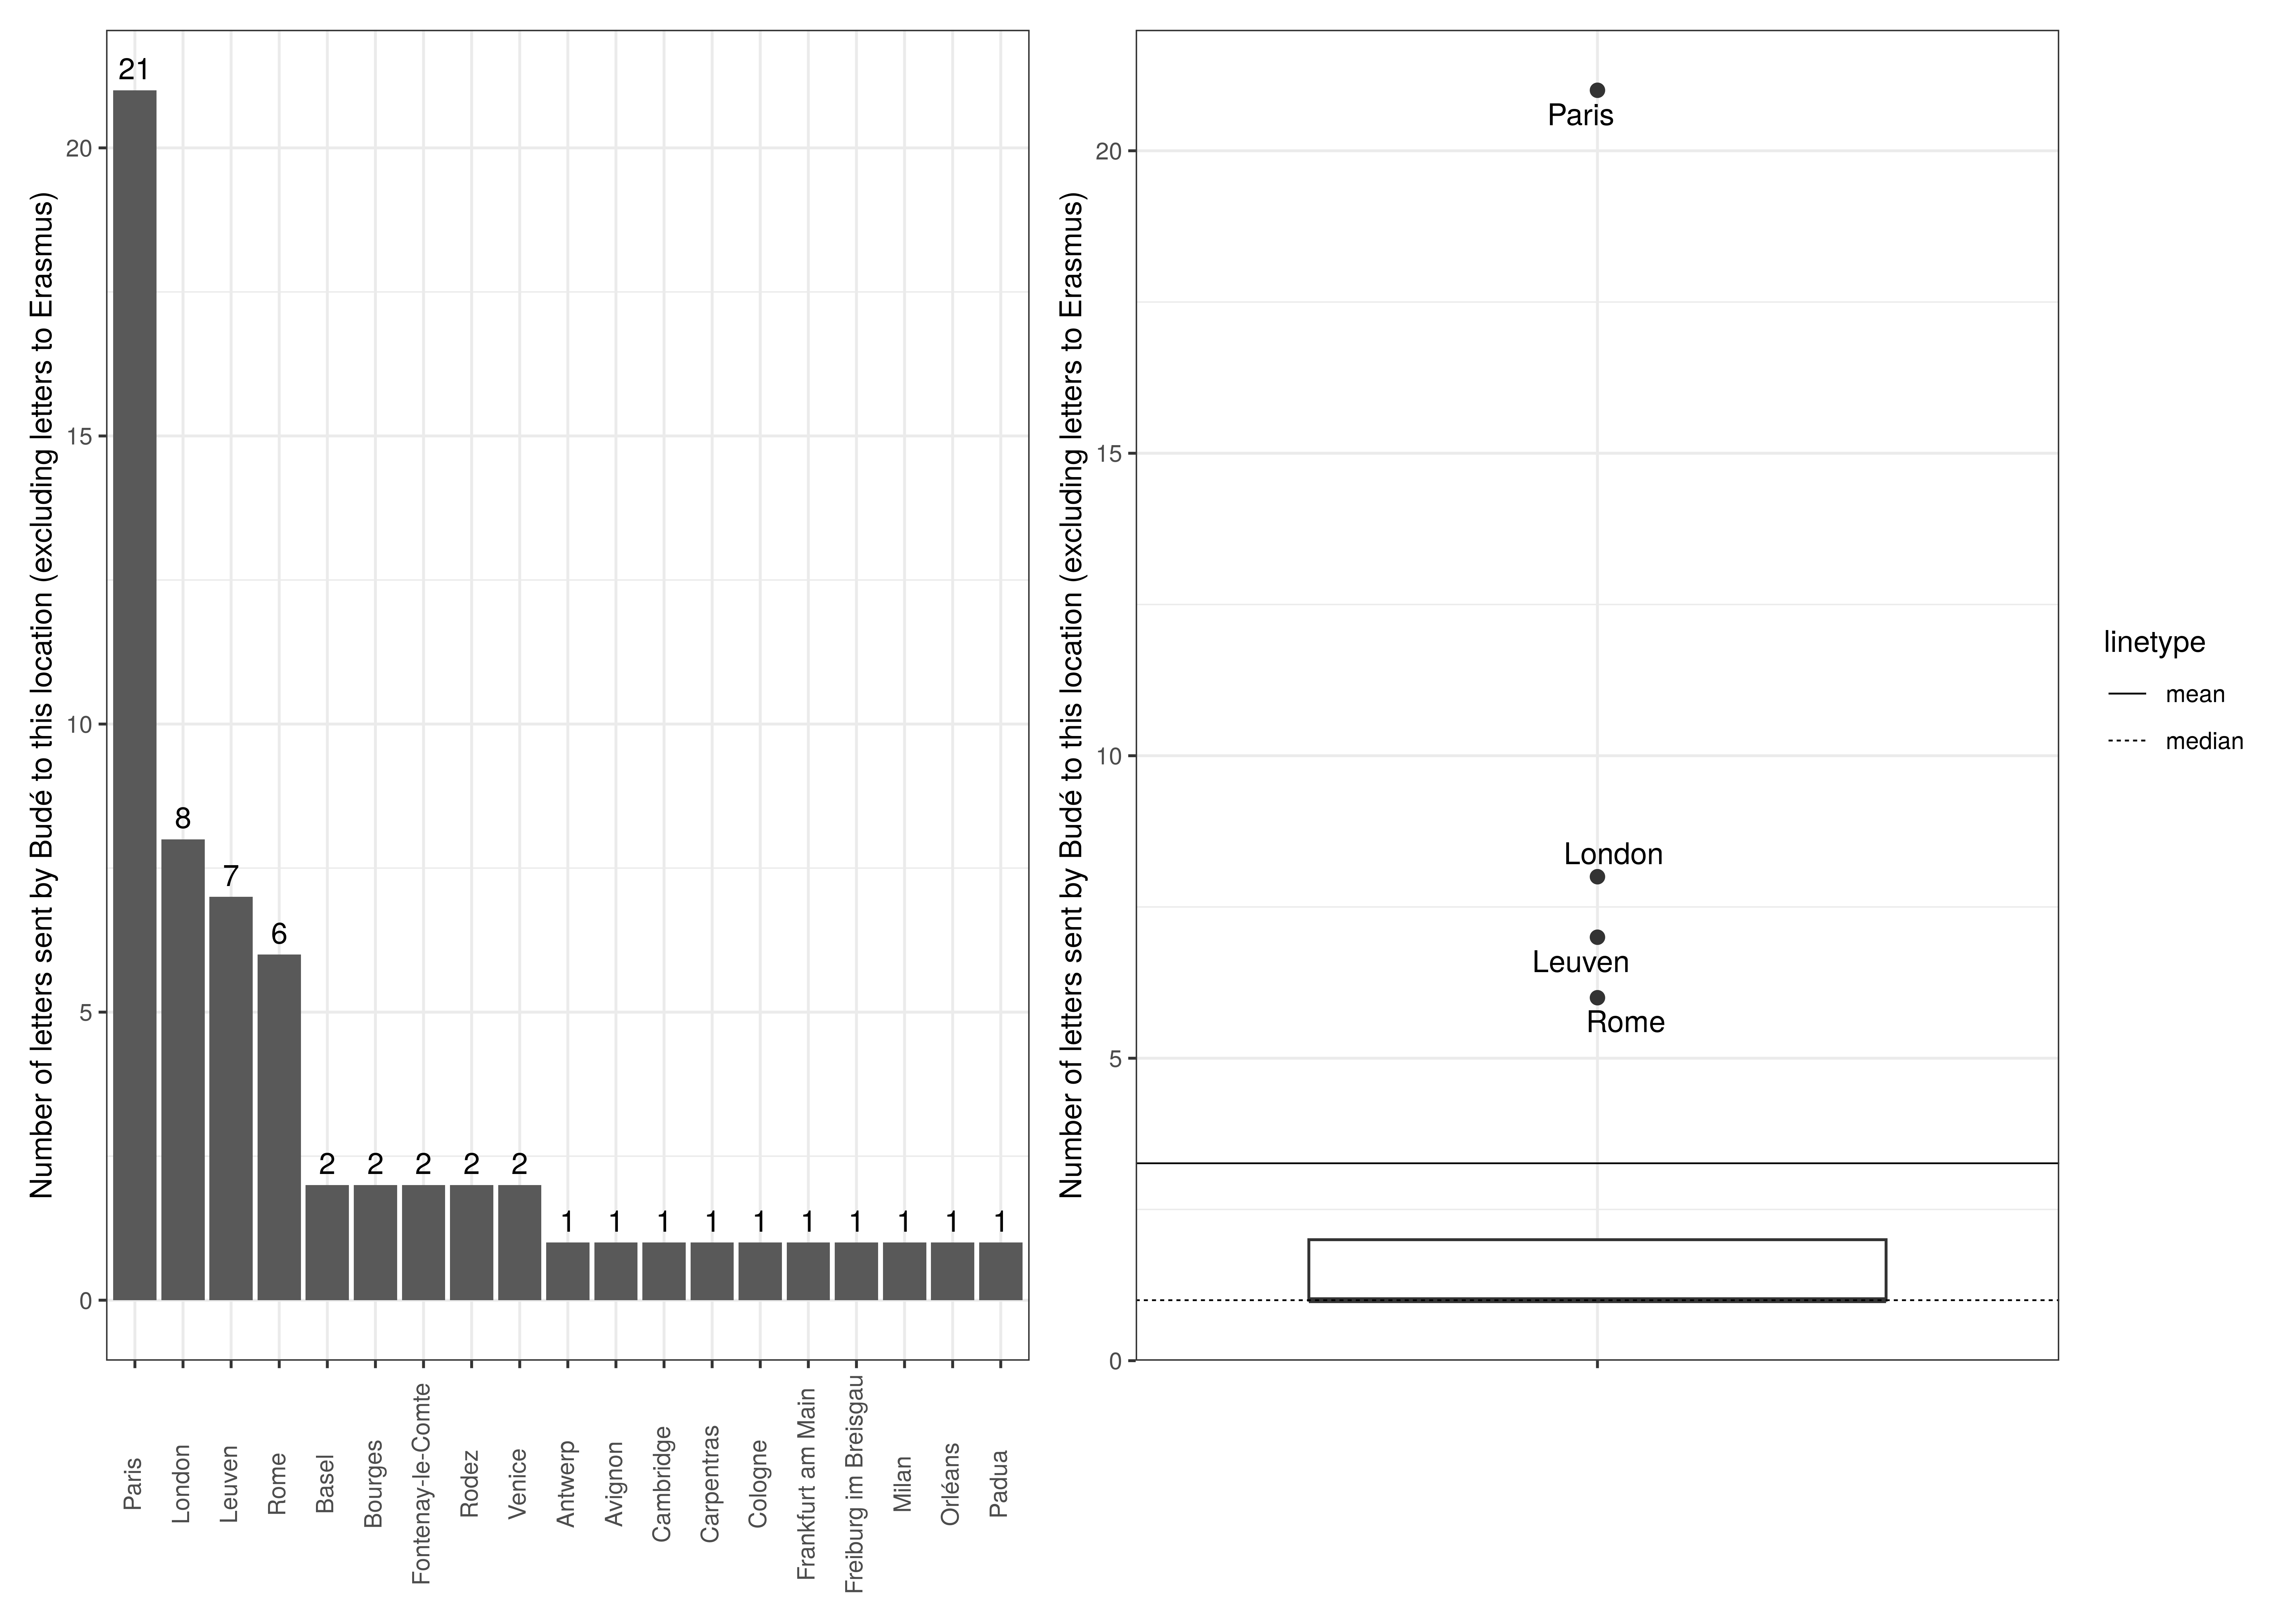 Number of letters sent by Budé to this location (excluding letters to Erasmus)
20
15
10
5
0
21
8
7
6
2
2
2
2
2
1
1
1
1
1
1
1
1
1
1
Paris
London
Leuven
Rome
Basel
Bourges
Fontenay-le-Comte
Rodez
Venice
Antwerp
Avignon
Cambridge
Carpentras
Cologne
Frankfurt am Main
Freiburg im Breisgau
Milan
Orléans
Padua
Number of letters sent by Budé to this location (excluding letters to Erasmus)
20
15
10
5
0
Paris
London
Leuven
Rome
linetype
mean
median